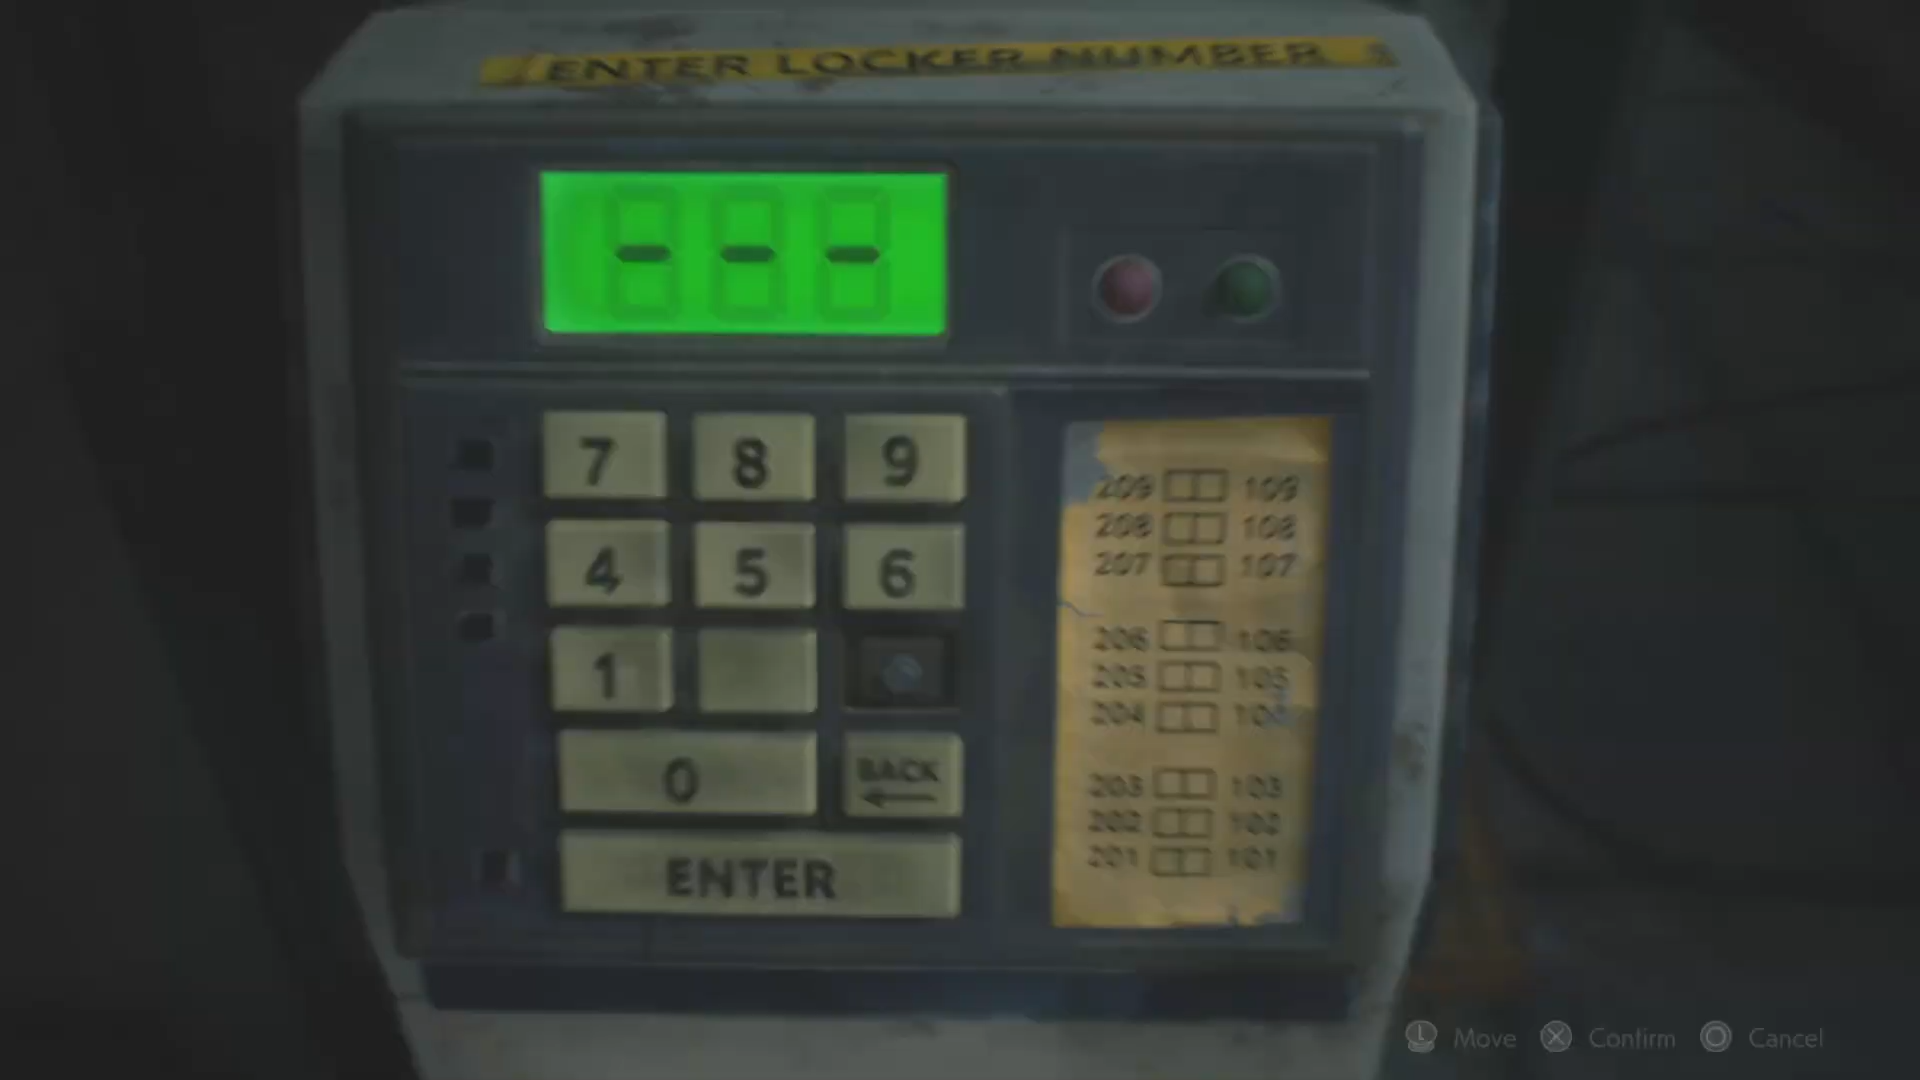 ENTER LOCKER NUMBER
---
7 8 9
4 5 6
1
0 BACK
ENTER
209 109
208 108
207 107
206 106
205 105
204 104
203 103
202 102
201 101
L Move X Confirm O Cancel